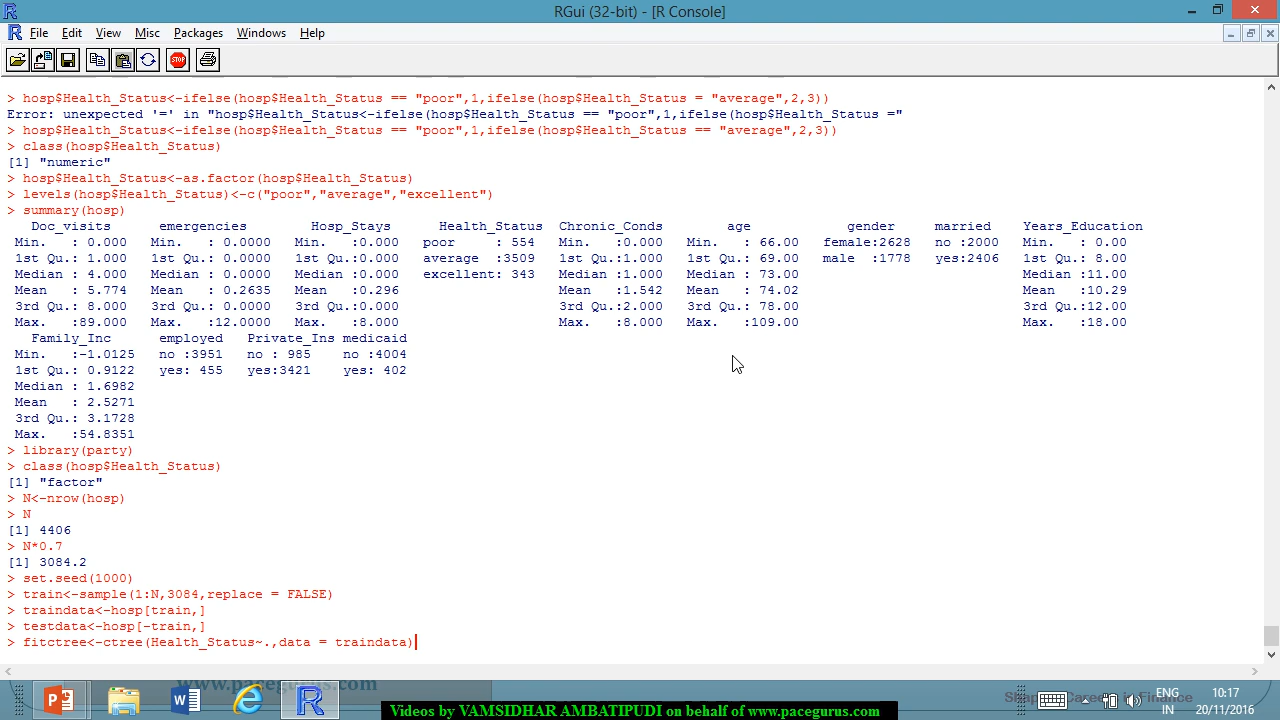 RGui (32-bit) - [R Console]
File Edit View Misc Packages Windows Help
> hosp$Health_Status<-ifelse(hosp$Health_Status == "poor",1,ifelse(hosp$Health_Status = "average",2,3))
Error: unexpected '=' in "hosp$Health_Status<-ifelse(hosp$Health_Status == "poor",1,ifelse(hosp$Health_Status ="
> hosp$Health_Status<-ifelse(hosp$Health_Status == "poor",1,ifelse(hosp$Health_Status == "average",2,3))
> class(hosp$Health_Status)
[1] "numeric"
> hosp$Health_Status<-as.factor(hosp$Health_Status)
> levels(hosp$Health_Status)<-c("poor","average","excellent")
> summary(hosp)
Doc_visits emergencies Hosp_Stays Health_Status Chronic_Conds age gender married Years_Education
Min. : 0.000 Min. : 0.0000 Min. :0.000 poor : 554 Min. :0.000 Min. : 66.00 female:2628 no :2000 Min. : 0.00
1st Qu.: 1.000 1st Qu.: 0.0000 1st Qu.:0.000 average :3509 1st Qu.:1.000 1st Qu.: 69.00 male :1778 yes:2406 1st Qu.: 8.00
Median : 4.000 Median : 0.0000 Median :0.000 excellent: 343 Median :1.000 Median : 73.00 Median :11.00
Mean : 5.774 Mean : 0.2635 Mean :0.296 Mean :1.542 Mean : 74.02 Mean :10.29
3rd Qu.: 8.000 3rd Qu.: 0.0000 3rd Qu.:0.000 3rd Qu.:2.000 3rd Qu.: 78.00 3rd Qu.:12.00
Max. :89.000 Max. :12.0000 Max. :8.000 Max. :8.000 Max. :109.00 Max. :18.00
Family_Inc employed Private_Ins medicaid
Min. :-1.0125 no :3951 no : 985 no :4004
1st Qu.: 0.9122 yes: 455 yes:3421 yes: 402
Median : 1.6982
Mean : 2.5271
3rd Qu.: 3.1728
Max. :54.8351
> library(party)
> class(hosp$Health_Status)
[1] "factor"
> N<-nrow(hosp)
> N
[1] 4406
> N*0.7
[1] 3084.2
> set.seed(1000)
> train<-sample(1:N,3084,replace = FALSE)
> traindata<-hosp[train,]
> testdata<-hosp[-train,]
> fitctree<-ctree(Health_Status~.,data = traindata)
www.pacegurus.com
ENG 10:17
IN 20/11/2016
Videos by VAMSIDHAR AMBATIPUDI on behalf of www.pacegurus.com